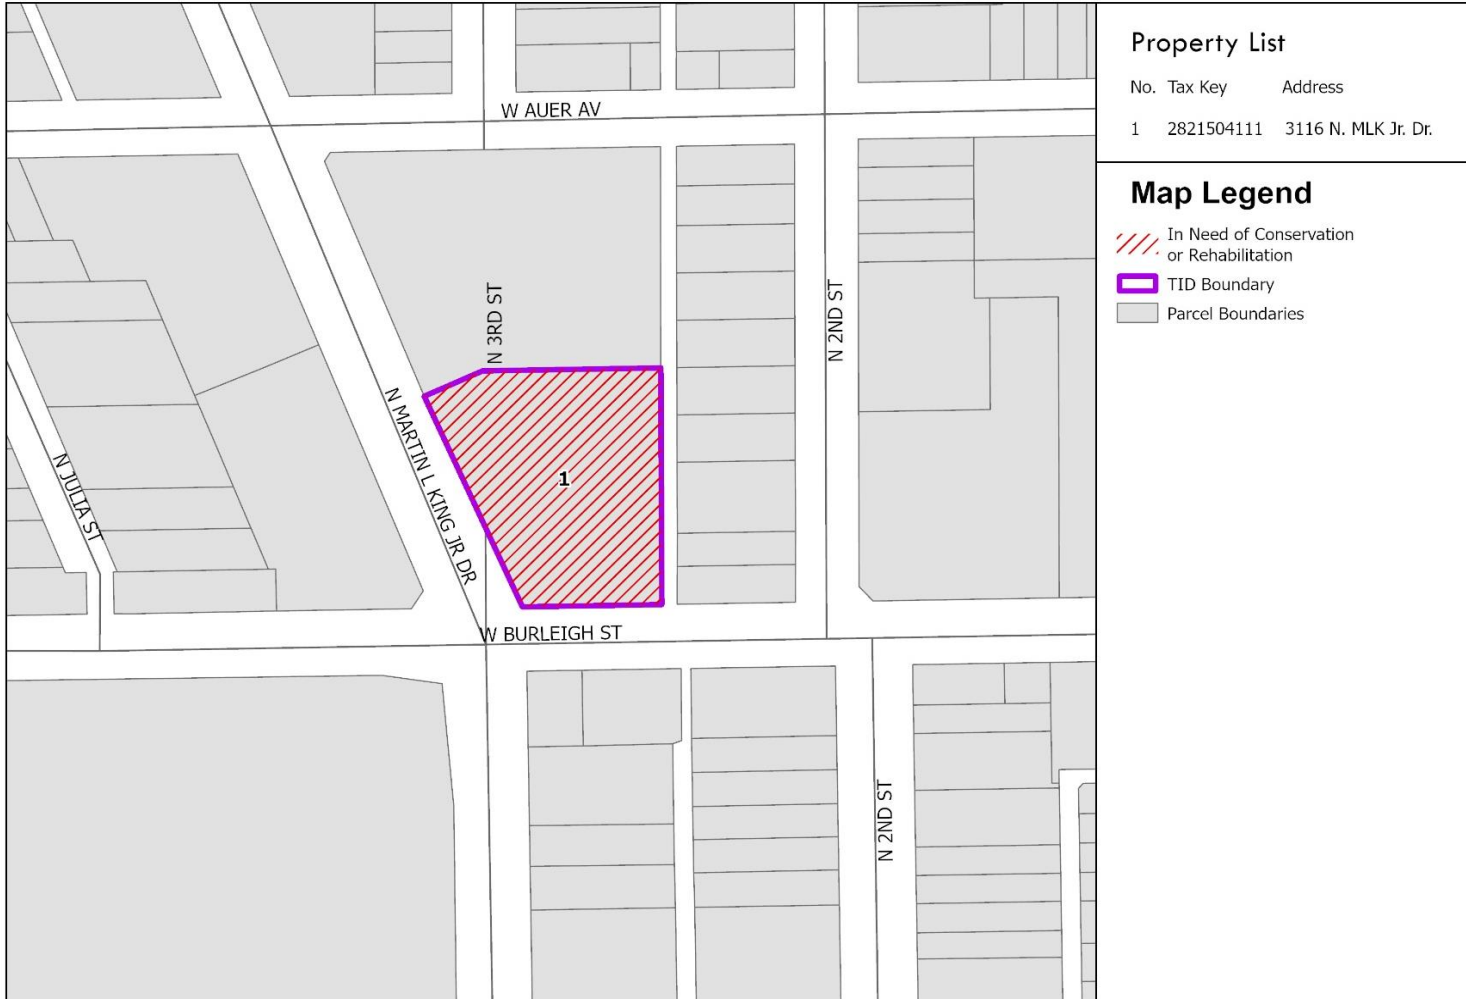 W AUER AV
N 3RD ST
N 2ND ST
N MARTIN L KING JR DR
N JULIA ST
1
W BURLEIGH ST
N 2ND ST
Property List
No. Tax Key Address
1 2821504111 3116 N. MLK Jr. Dr.
Map Legend
In Need of Conservation
or Rehabilitation
TID Boundary
Parcel Boundaries